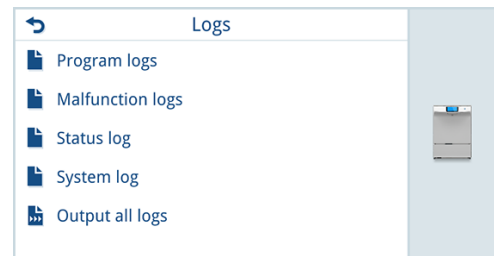 Logs
Program logs
Malfunction logs
Status log
System log
Output all logs